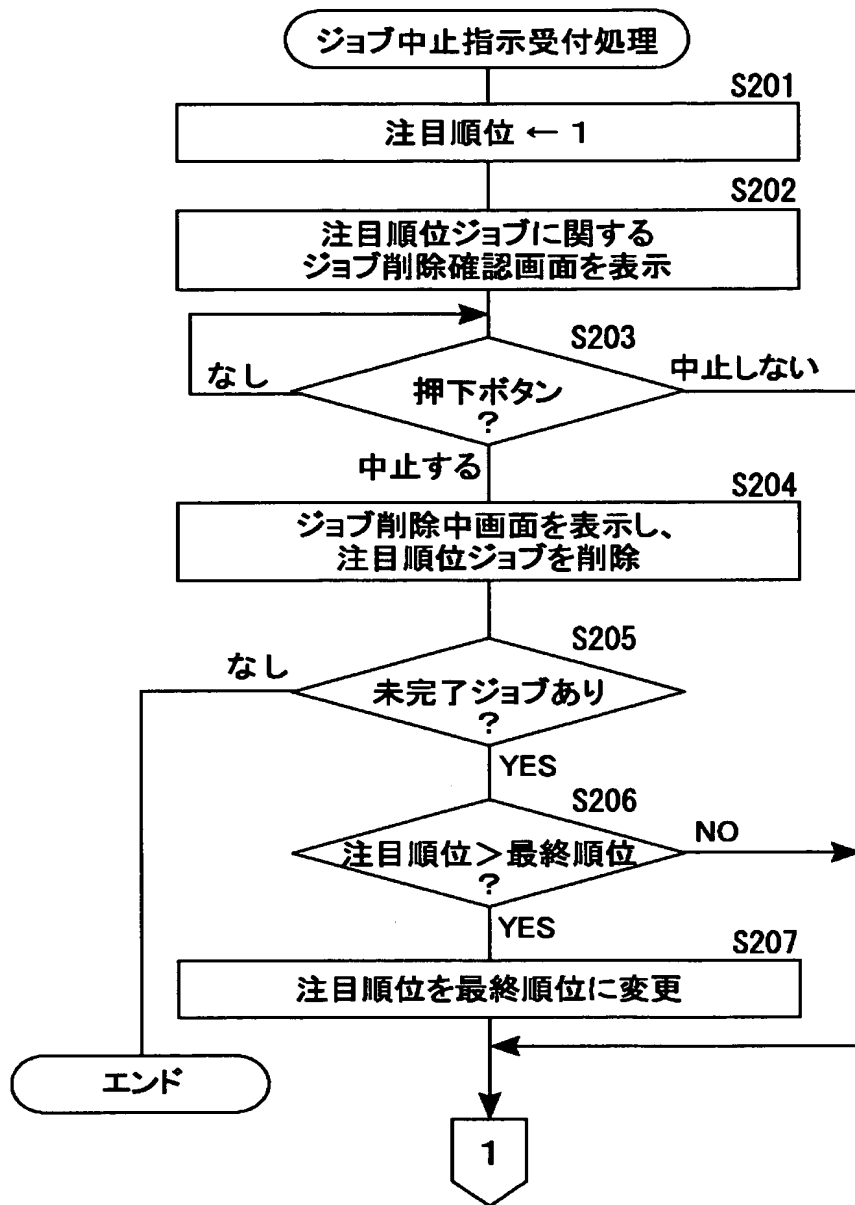 ジョブ中止指示受付処理
S201
注目順位 ← 1
S202
注目順位ジョブに関する
ジョブ削除確認画面を表示
S203
なし
押下ボタン
?
中止しない
中止する
S204
ジョブ削除中画面を表示し、
注目順位ジョブを削除
S205
なし
未完了ジョブあり
?
YES
S206
注目順位＞最終順位
?
NO
YES
S207
注目順位を最終順位に変更
エンド
1